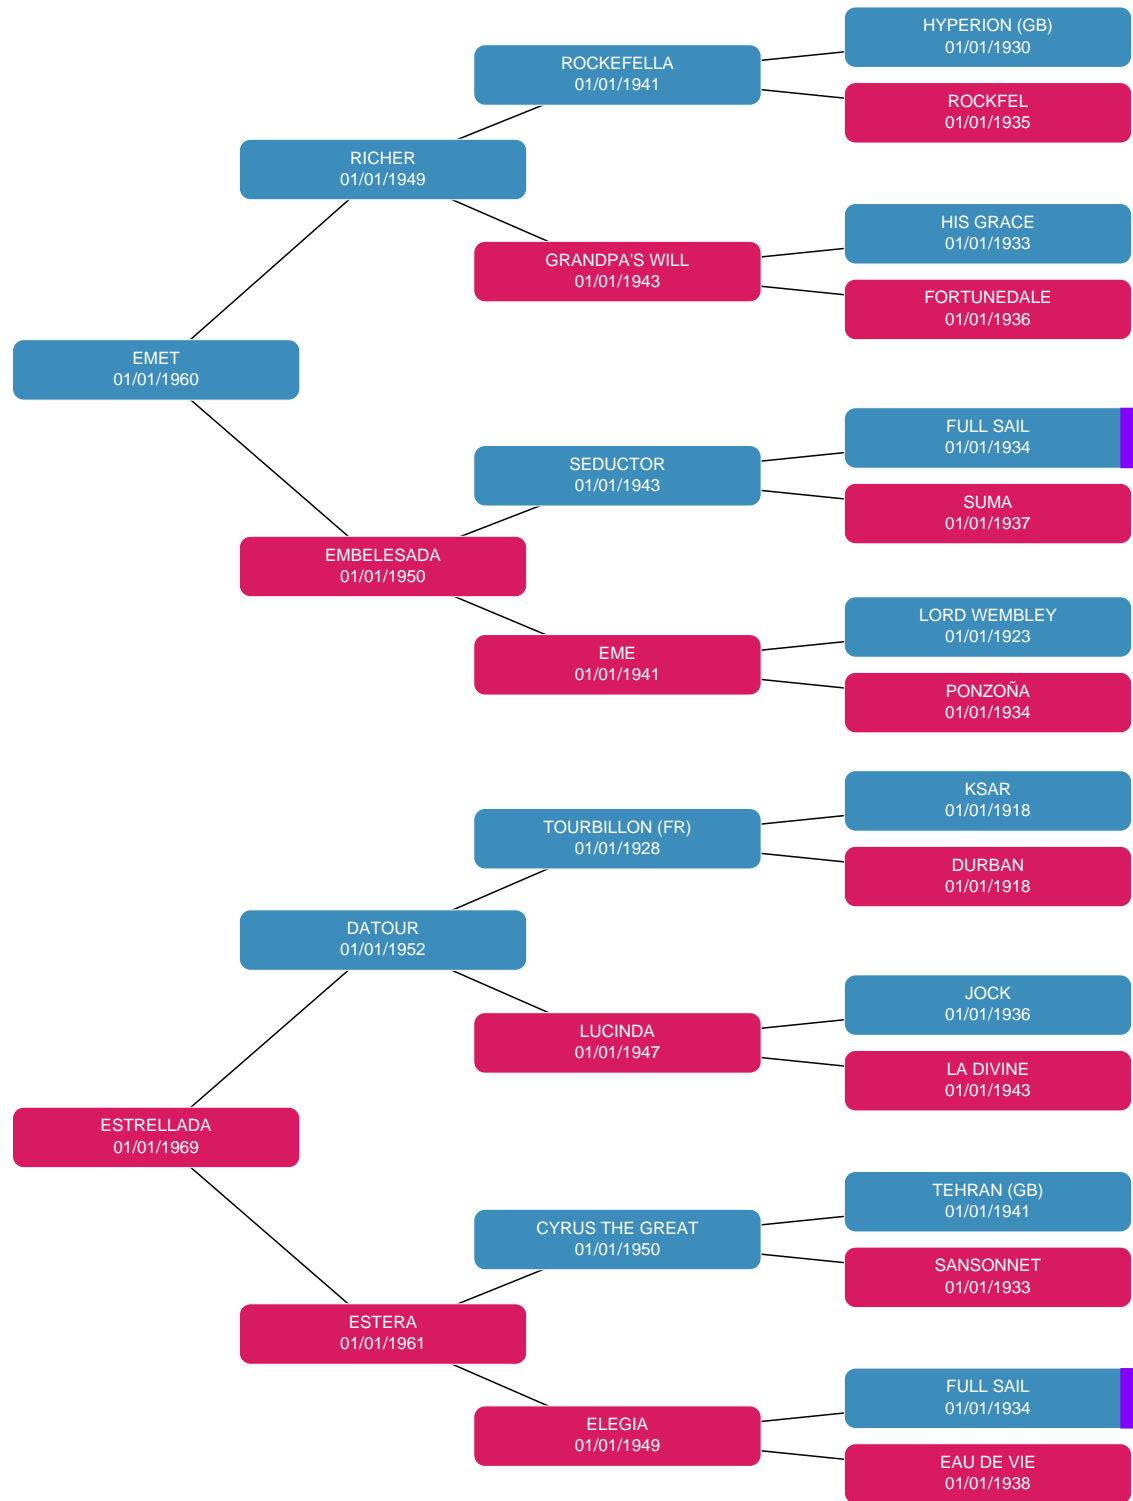 HYPERION (GB)
01/01/1930
ROCKEFELLA
01/01/1941
ROCKFEL
01/01/1935
RICHER
01/01/1949
HIS GRACE
01/01/1933
GRANDPA'S WILL
01/01/1943
FORTUNEDALE
01/01/1936
EMET
01/01/1960
FULL SAIL
01/01/1934
SEDUCTOR
01/01/1943
SUMA
01/01/1937
EMBELESADA
01/01/1950
LORD WEMBLEY
01/01/1923
EME
01/01/1941
PONZOÑA
01/01/1934
KSAR
01/01/1918
TOURBILLON (FR)
01/01/1928
DURBAN
01/01/1918
DATOUR
01/01/1952
JOCK
01/01/1936
LUCINDA
01/01/1947
LA DIVINE
01/01/1943
ESTRELLADA
01/01/1969
TEHRAN (GB)
01/01/1941
CYRUS THE GREAT
01/01/1950
SANSONNET
01/01/1933
ESTERA
01/01/1961
FULL SAIL
01/01/1934
ELEGIA
01/01/1949
EAU DE VIE
01/01/1938